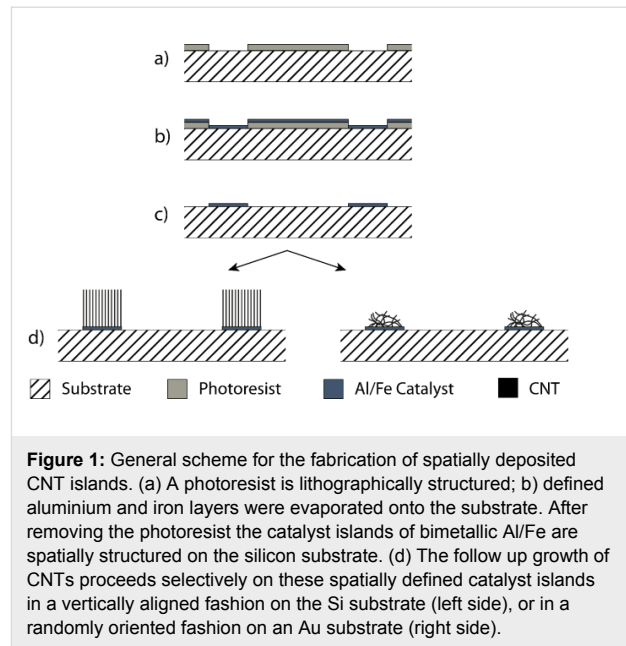 a)
b)
c)
d)
Substrate Photoresist Al/Fe Catalyst CNT
Figure 1: General scheme for the fabrication of spatially deposited
CNT islands. (a) A photoresist is lithographically structured; b) defined
aluminium and iron layers were evaporated onto the substrate. After
removing the photoresist the catalyst islands of bimetallic Al/Fe are
spatially structured on the silicon substrate. (d) The follow up growth of
CNTs proceeds selectively on these spatially defined catalyst islands
in a vertically aligned fashion on the Si substrate (left side), or in a
randomly oriented fashion on an Au substrate (right side).